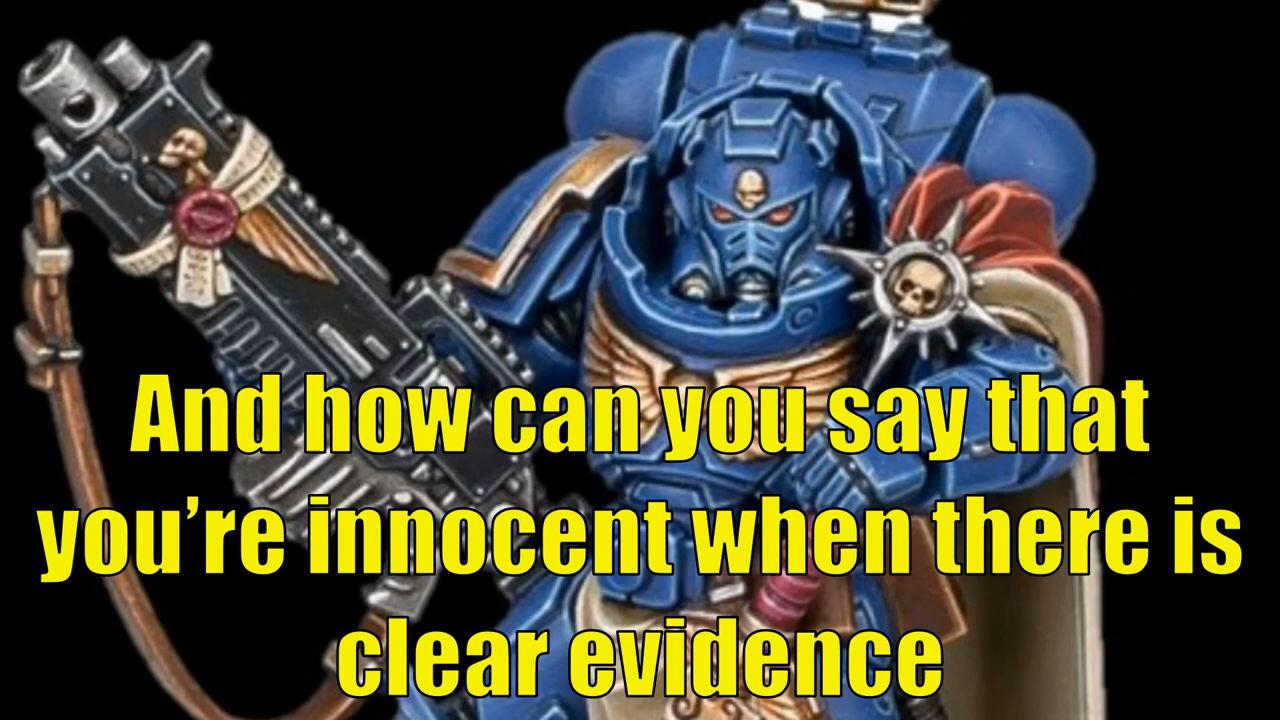 And how can you say that
you’re innocent when there is
clear evidence